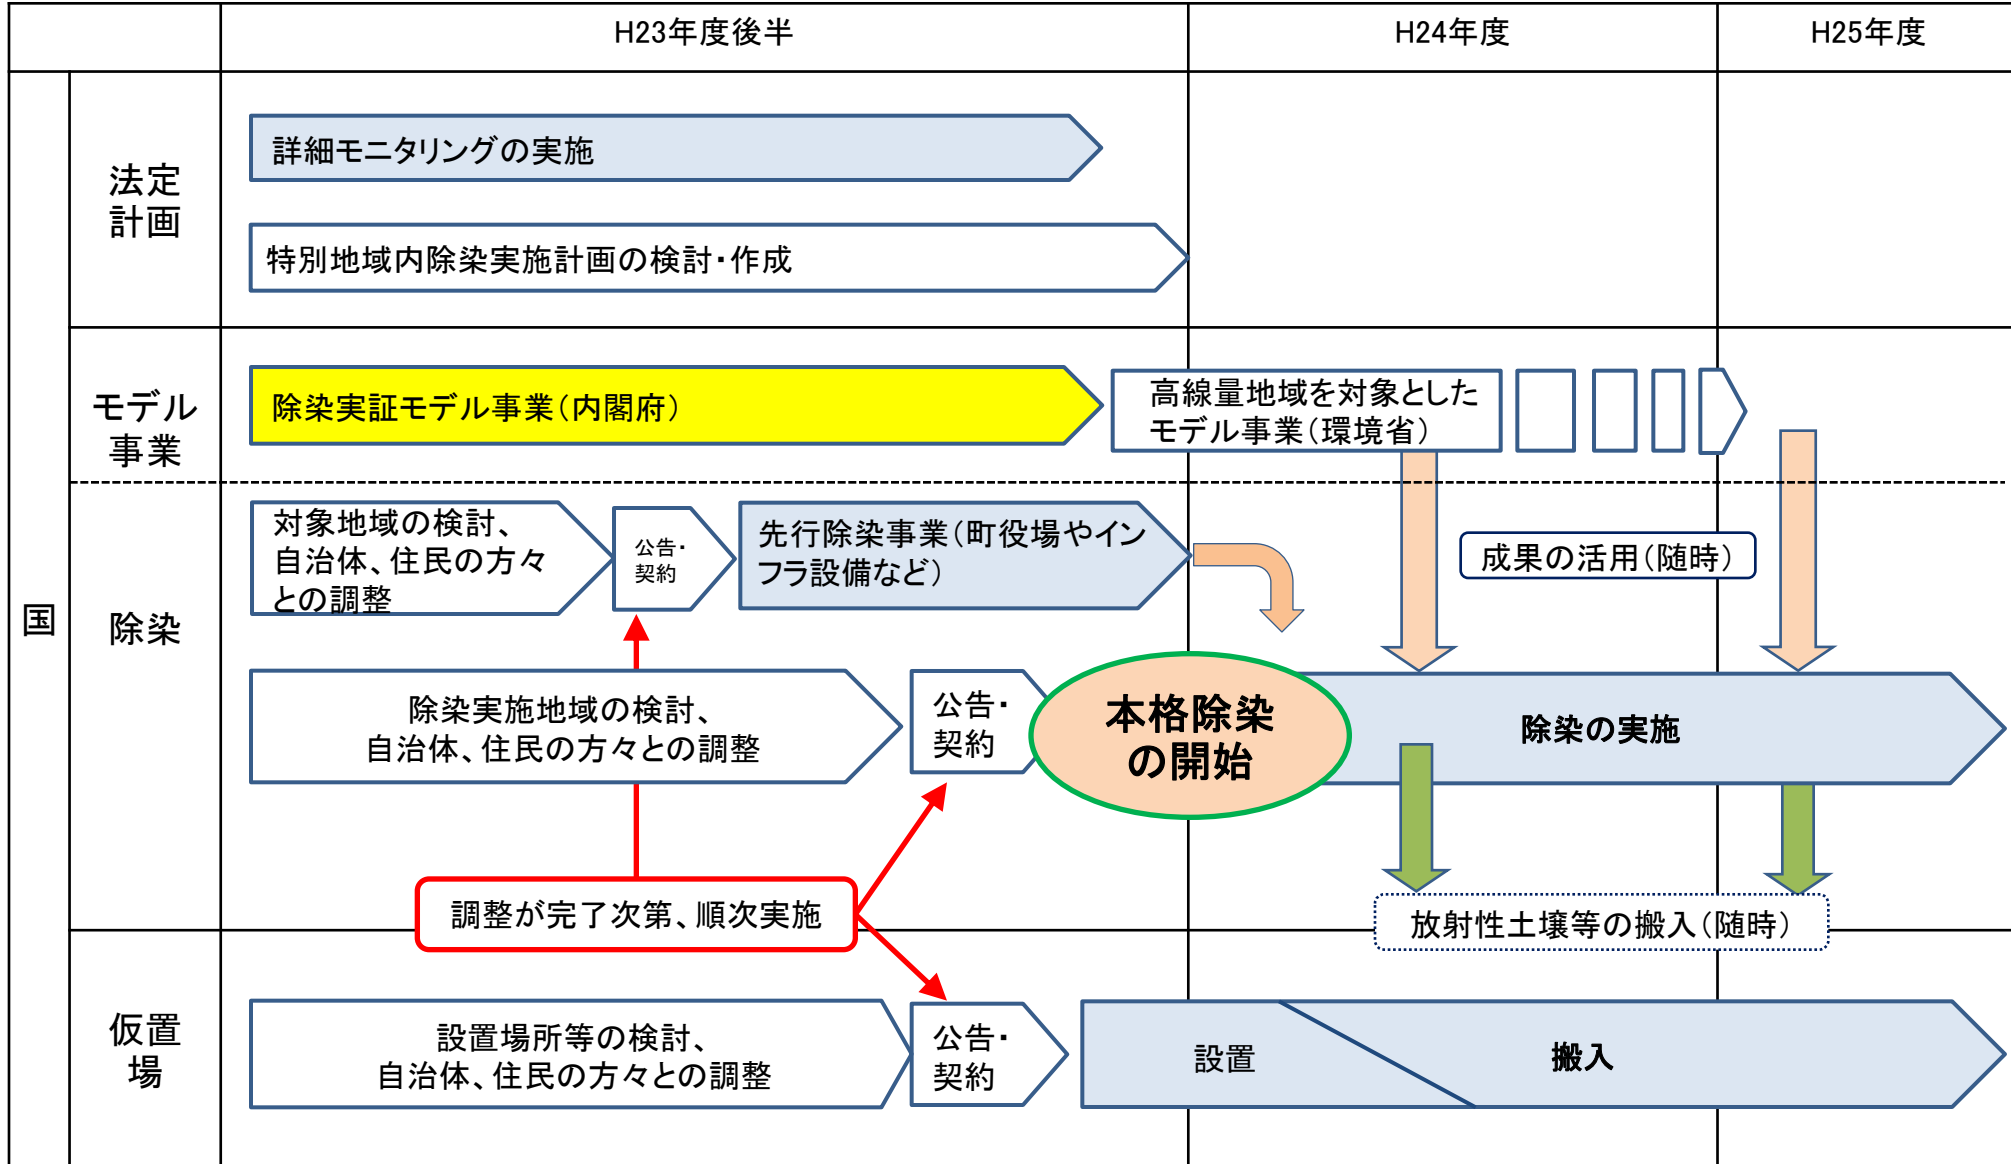 H23年度後半
H24年度
H25年度
国
法定
計画
詳細モニタリングの実施
特別地域内除染実施計画の検討・作成
モデル
事業
除染実証モデル事業（内閣府）
高線量地域を対象とした
モデル事業（環境省）
除染
対象地域の検討、
自治体、住民の方々
との調整
公告・
契約
先行除染事業（町役場やイン
フラ設備など）
成果の活用（随時）
除染実施地域の検討、
自治体、住民の方々との調整
公告・
契約
本格除染
の開始
除染の実施
調整が完了次第、順次実施
放射性土壌等の搬入（随時）
仮置
場
設置場所等の検討、
自治体、住民の方々との調整
公告・
契約
設置
搬入